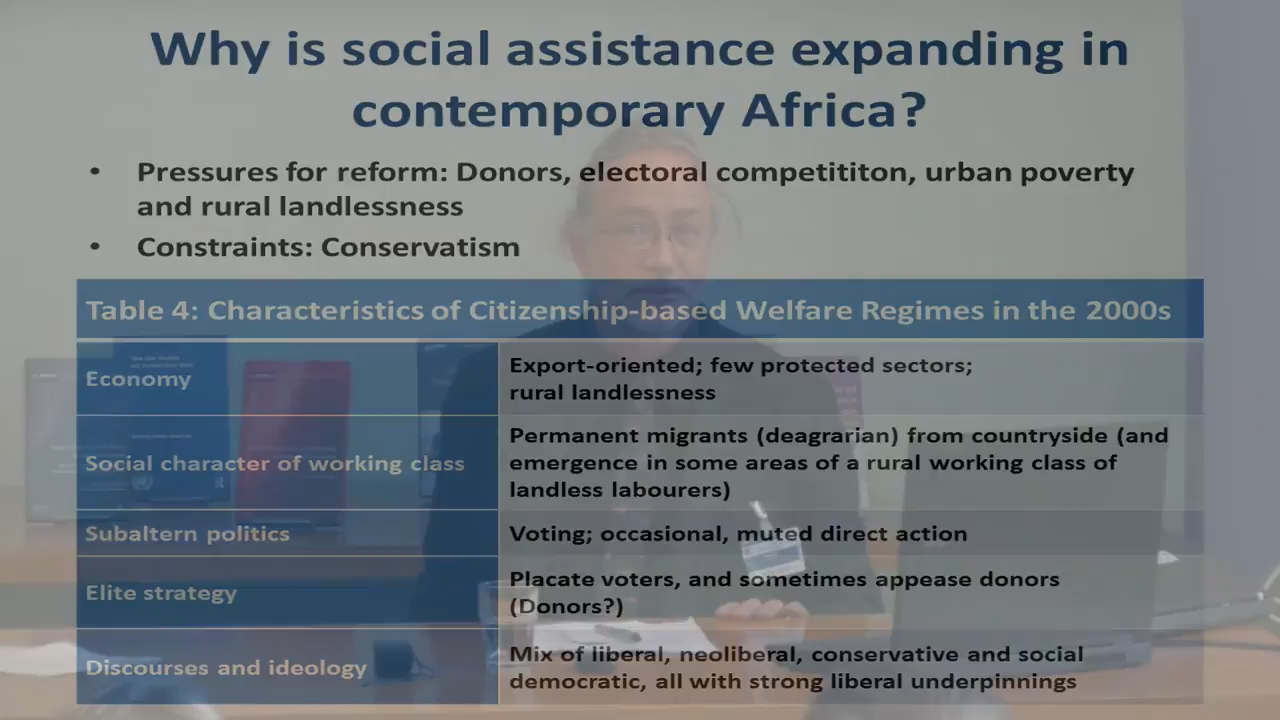 Why is social assistance expanding in
contemporary Africa?
• Pressures for reform: Donors, electoral competititon, urban poverty
and rural landlessness
• Constraints: Conservatism
Table 4: Characteristics of Citizenship-based Welfare Regimes in the 2000s
Economy
Export-oriented; few protected sectors;
rural landlessness
Social character of working class
Permanent migrants (deagrarian) from countryside (and
emergence in some areas of a rural working class of
landless labourers)
Subaltern politics
Voting; occasional, muted direct action
Elite strategy
Placate voters, and sometimes appease donors
(Donors?)
Discourses and ideology
Mix of liberal, neoliberal, conservative and social
democratic, all with strong liberal underpinnings